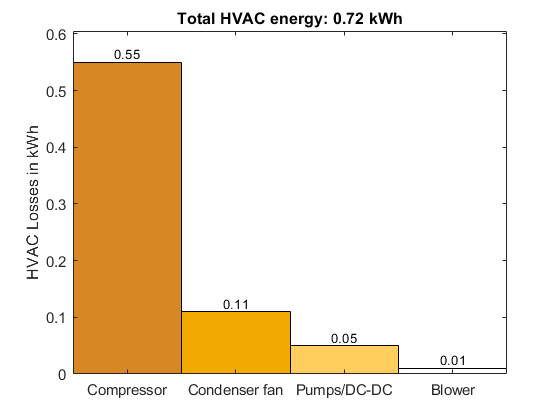 Total HVAC energy: 0.72 kWh
HVAC Losses in kWh
0.6
0.5
0.4
0.3
0.2
0.1
0
0.55
0.11
0.05
0.01
Compressor
Condenser fan
Pumps/DC-DC
Blower